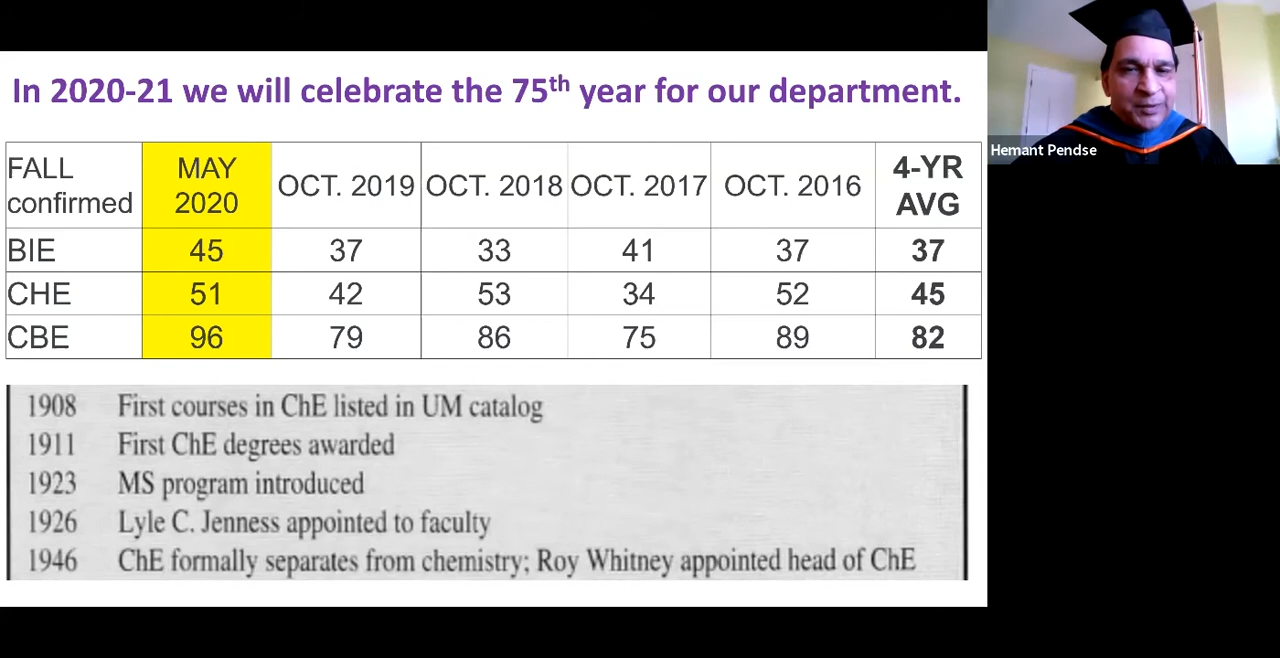 In 2020-21 we will celebrate the 75th year for our department.
Hemant Pendse
FALL confirmed MAY 2020 OCT. 2019 OCT. 2018 OCT. 2017 OCT. 2016 4-YR AVG
BIE 45 37 33 41 37 37
CHE 51 42 53 34 52 45
CBE 96 79 86 75 89 82
1908 First courses in ChE listed in UM catalog
1911 First ChE degrees awarded
1923 MS program introduced
1926 Lyle C. Jenness appointed to faculty
1946 ChE formally separates from chemistry; Roy Whitney appointed head of ChE